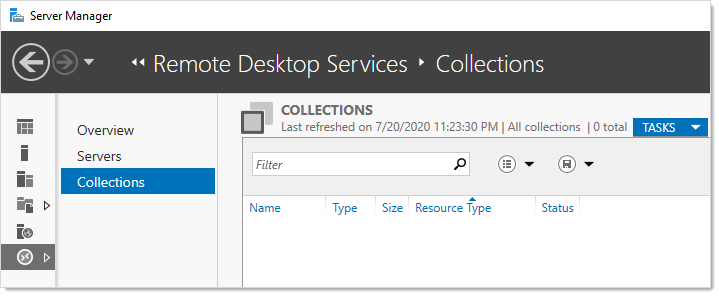 Server Manager
Remote Desktop Services Collections
COLLECTIONS
Last refreshed on 7/20/2020 11:23:30 PM | All collections | 0 total
TASKS
Overview
Servers
Collections
Filter
Name Type Size Resource Type Status